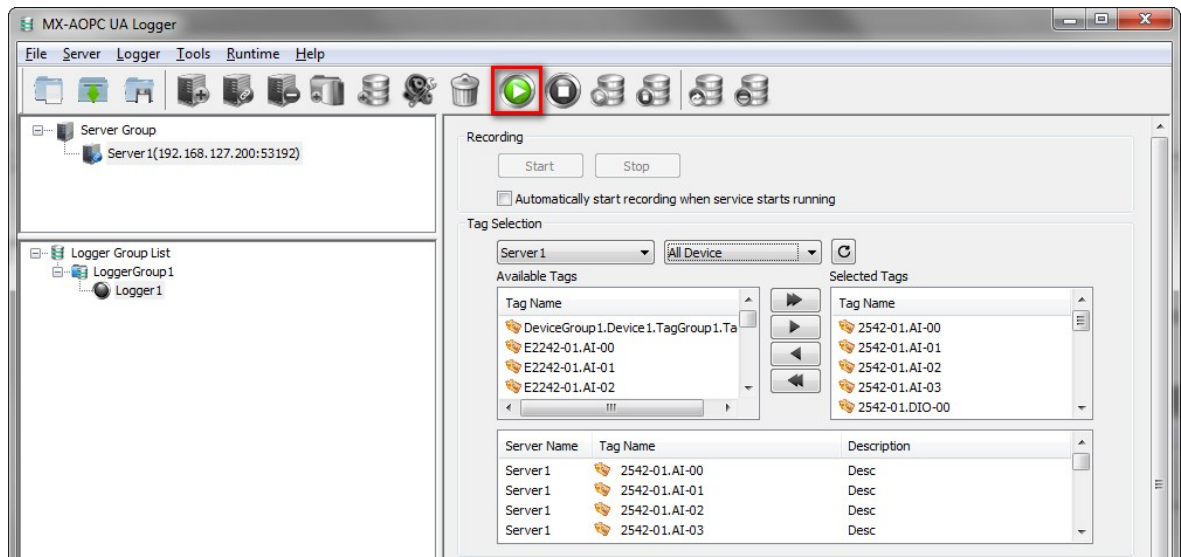 MX-AOPC UA Logger
File Server Logger Tools Runtime Help
Server Group
Server1(192.168.127.200:53192)
Logger Group List
LoggerGroup1
Logger1
Recording
Start Stop
Automatically start recording when service starts running
Tag Selection
Server1 All Device
Available Tags
Tag Name
DeviceGroup1.Device1.TagGroup1.Ta
E2242-01.AI-00
E2242-01.AI-01
E2242-01.AI-02
Selected Tags
Tag Name
2542-01.AI-00
2542-01.AI-01
2542-01.AI-02
2542-01.AI-03
2542-01.DIO-00
Server Name Tag Name Description
Server1 2542-01.AI-00 Desc
Server1 2542-01.AI-01 Desc
Server1 2542-01.AI-02 Desc
Server1 2542-01.AI-03 Desc